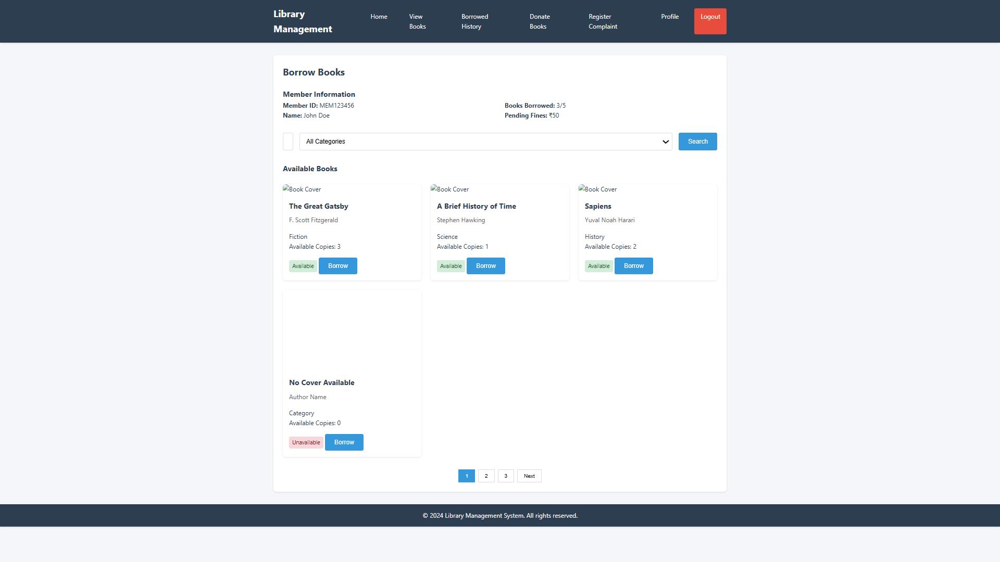 Library
Management
Home
View
Books
Borrowed
History
Donate
Books
Register
Complaint
Profile
Logout
Borrow Books
Member Information
Member ID: MEM123456
Name: John Doe
Books Borrowed: 3/5
Pending Fines: ₹50
All Categories
Search
Available Books
Book Cover
The Great Gatsby
F. Scott Fitzgerald
Fiction
Available Copies: 3
Available
Borrow
Book Cover
A Brief History of Time
Stephen Hawking
Science
Available Copies: 1
Available
Borrow
Book Cover
Sapiens
Yuval Noah Harari
History
Available Copies: 2
Available
Borrow
No Cover Available
Author Name
Category
Available Copies: 0
Unavailable
Borrow
1
2
3
Next
© 2024 Library Management System. All rights reserved.